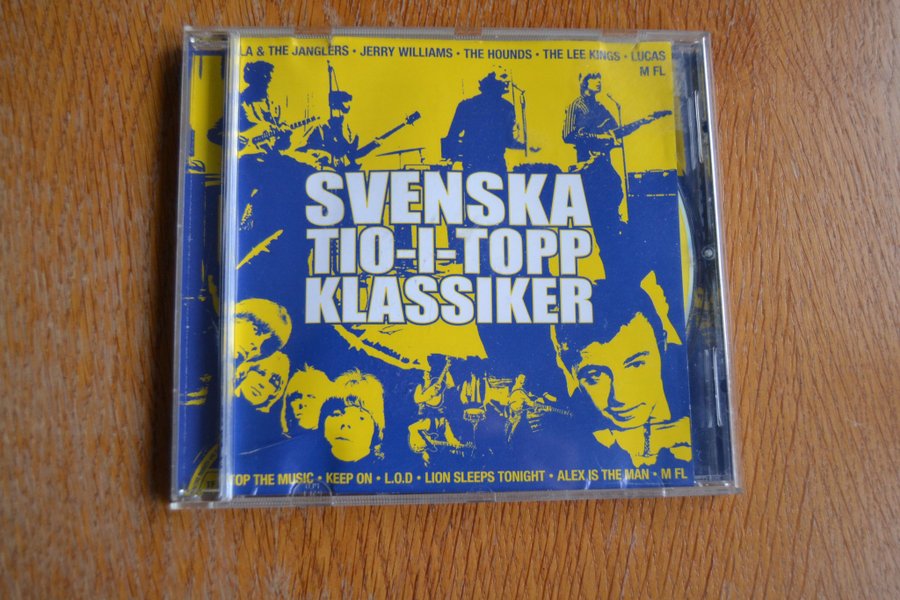 LA & THE JANGLERS • JERRY WILLIAMS • THE HOUNDS • THE LEE KINGS • LUCAS
M FL
SVENSKA
TIO-I-TOPP
KLASSIKER
TOP THE MUSIC • KEEP ON • L.O.D • LION SLEEPS TONIGHT • ALEX IS THE MAN • M FL